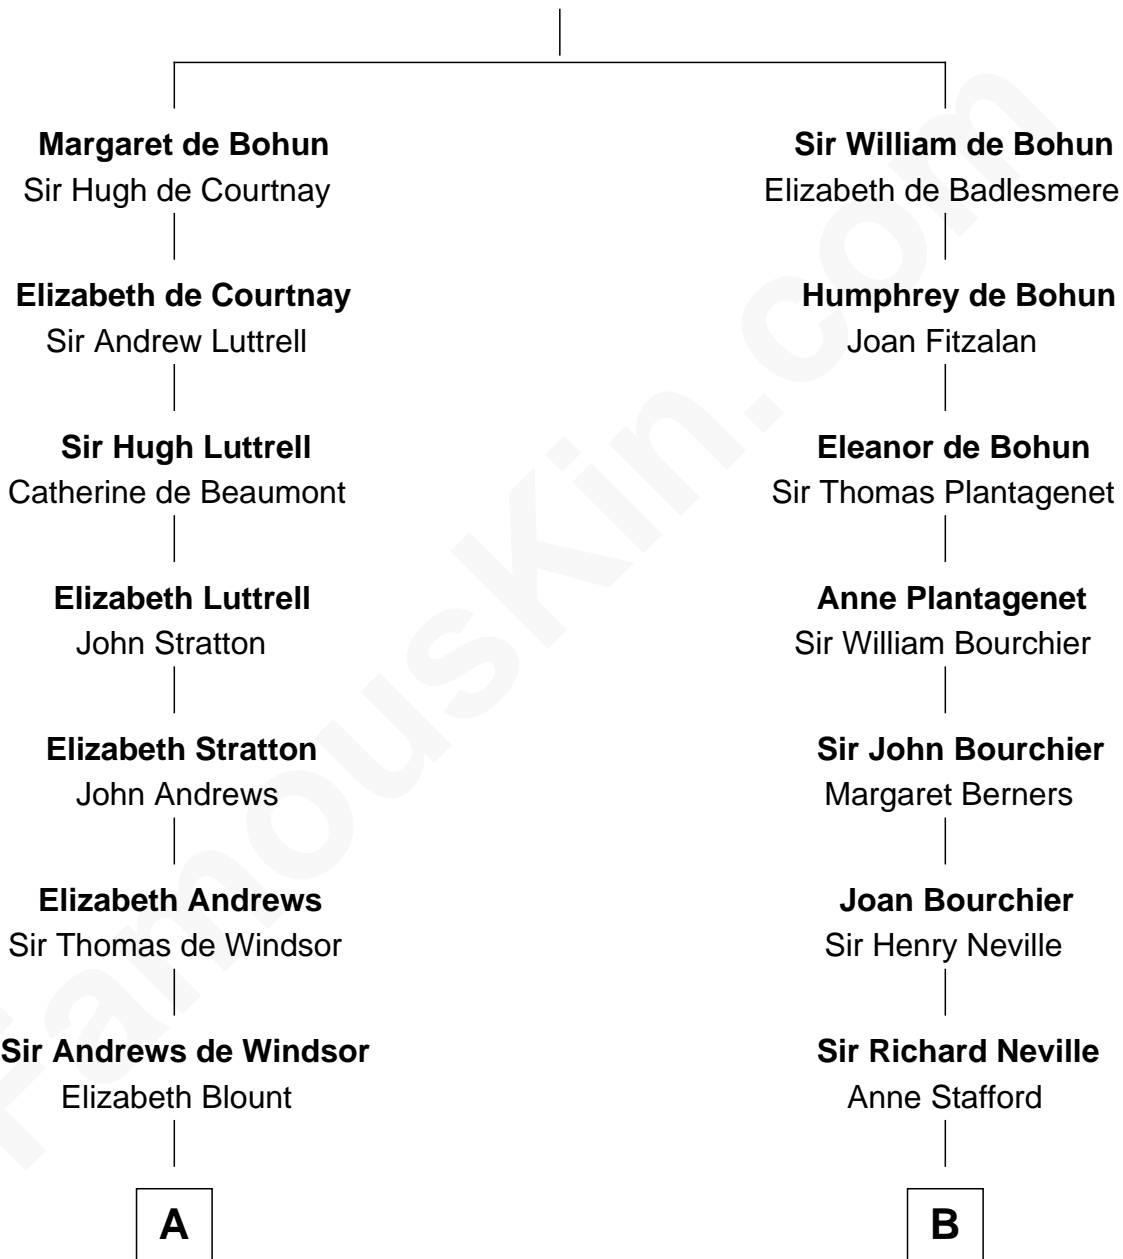 Margaret de Bohun
Sir Hugh de Courtnay
Elizabeth de Courtnay
Sir Andrew Luttrell
Sir Hugh Luttrell
Catherine de Beaumont
Elizabeth Luttrell
John Stratton
Elizabeth Stratton
John Andrews
Elizabeth Andrews
Sir Thomas de Windsor
Sir Andrews de Windsor
Elizabeth Blount
A
Sir William de Bohun
Elizabeth de Badlesmere
Humphrey de Bohun
Joan Fitzalan
Eleanor de Bohun
Sir Thomas Plantagenet
Anne Plantagenet
Sir William Bourchier
Sir John Bourchier
Margaret Berners
Joan Bourchier
Sir Henry Neville
Sir Richard Neville
Anne Stafford
B
FamousKin.com